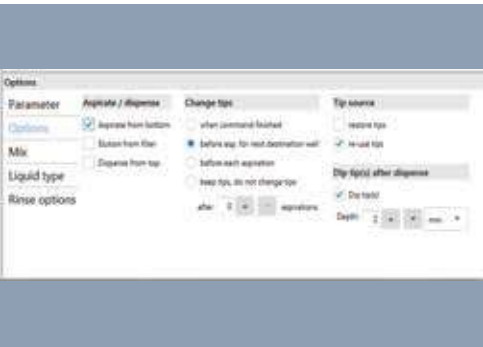 Options
Parameter
Options
Mix
Liquid type
Rinse options
Aspirate / dispense
Aspirate from bottom
Elution from filter
Dispense from top
Change tips
when command finished
before asp. for next destination well
before each aspiration
keep tips, do not change tips
after
aspirations
Tip source
restore tips
re-use tips
Dip tip(s) after dispense
Dip tip(s)
Depth:
mm